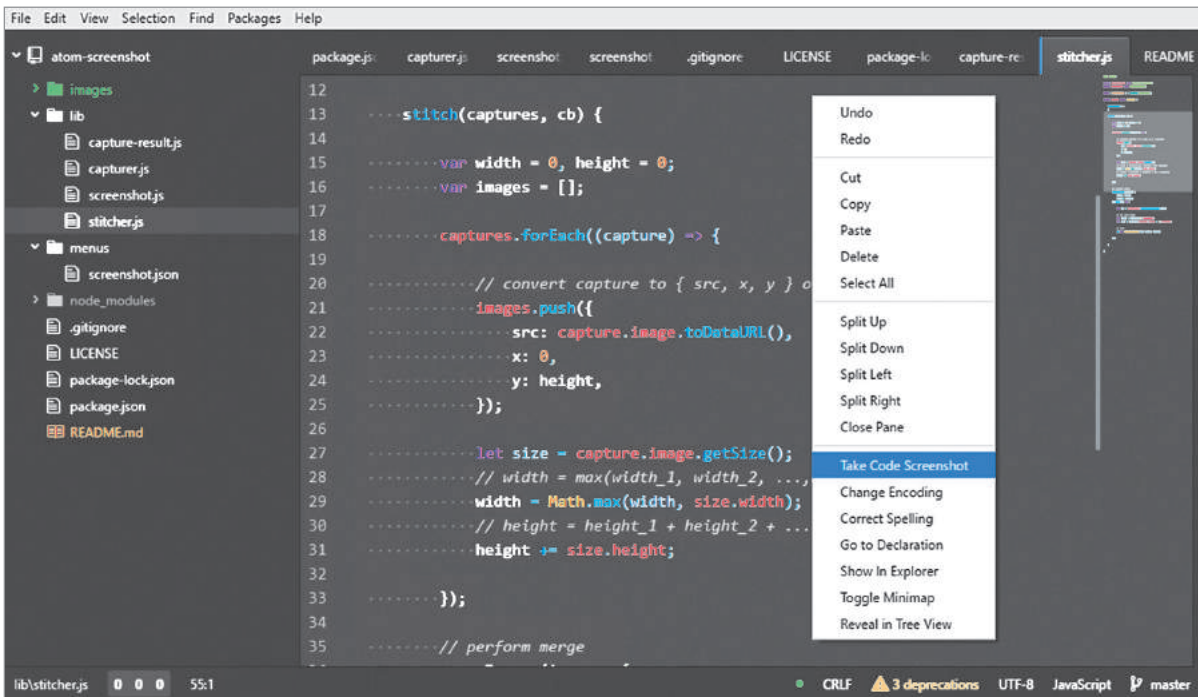 File Edit View Selection Find Packages Help
atom-screenshot
images
lib
capture-result.js
capturer.js
screenshot.js
stitcher.js
menus
screenshot.json
node_modules
.gitignore
LICENSE
package-lock.json
package.json
README.md
package.js capturer.js screenshot screenshot .gitignore LICENSE package-lo capture-re stitcher.js README
12
13 stitch(captures, cb) {
14
15 var width = 0, height = 0;
16 var images = [];
17
18 captures.forEach((capture) => {
19
20 // convert capture to { src, x, y } o
21 images.push({
22 src: capture.image.toDataURL(),
23 x: 0,
24 y: height,
25 });
26
27 let size = capture.image.getSize();
28 // width = max(width_1, width_2, ...,
29 width = Math.max(width, size.width);
30 // height = height_1 + height_2 + ...
31 height += size.height;
32
33 });
34
35 // perform merge
Undo
Redo
Cut
Copy
Paste
Delete
Select All
Split Up
Split Down
Split Left
Split Right
Close Pane
Take Code Screenshot
Change Encoding
Correct Spelling
Go to Declaration
Show In Explorer
Toggle Minimap
Reveal in Tree View
lib\stitcher.js 0 0 0 55:1 CRLF 3 deprecations UTF-8 JavaScript master